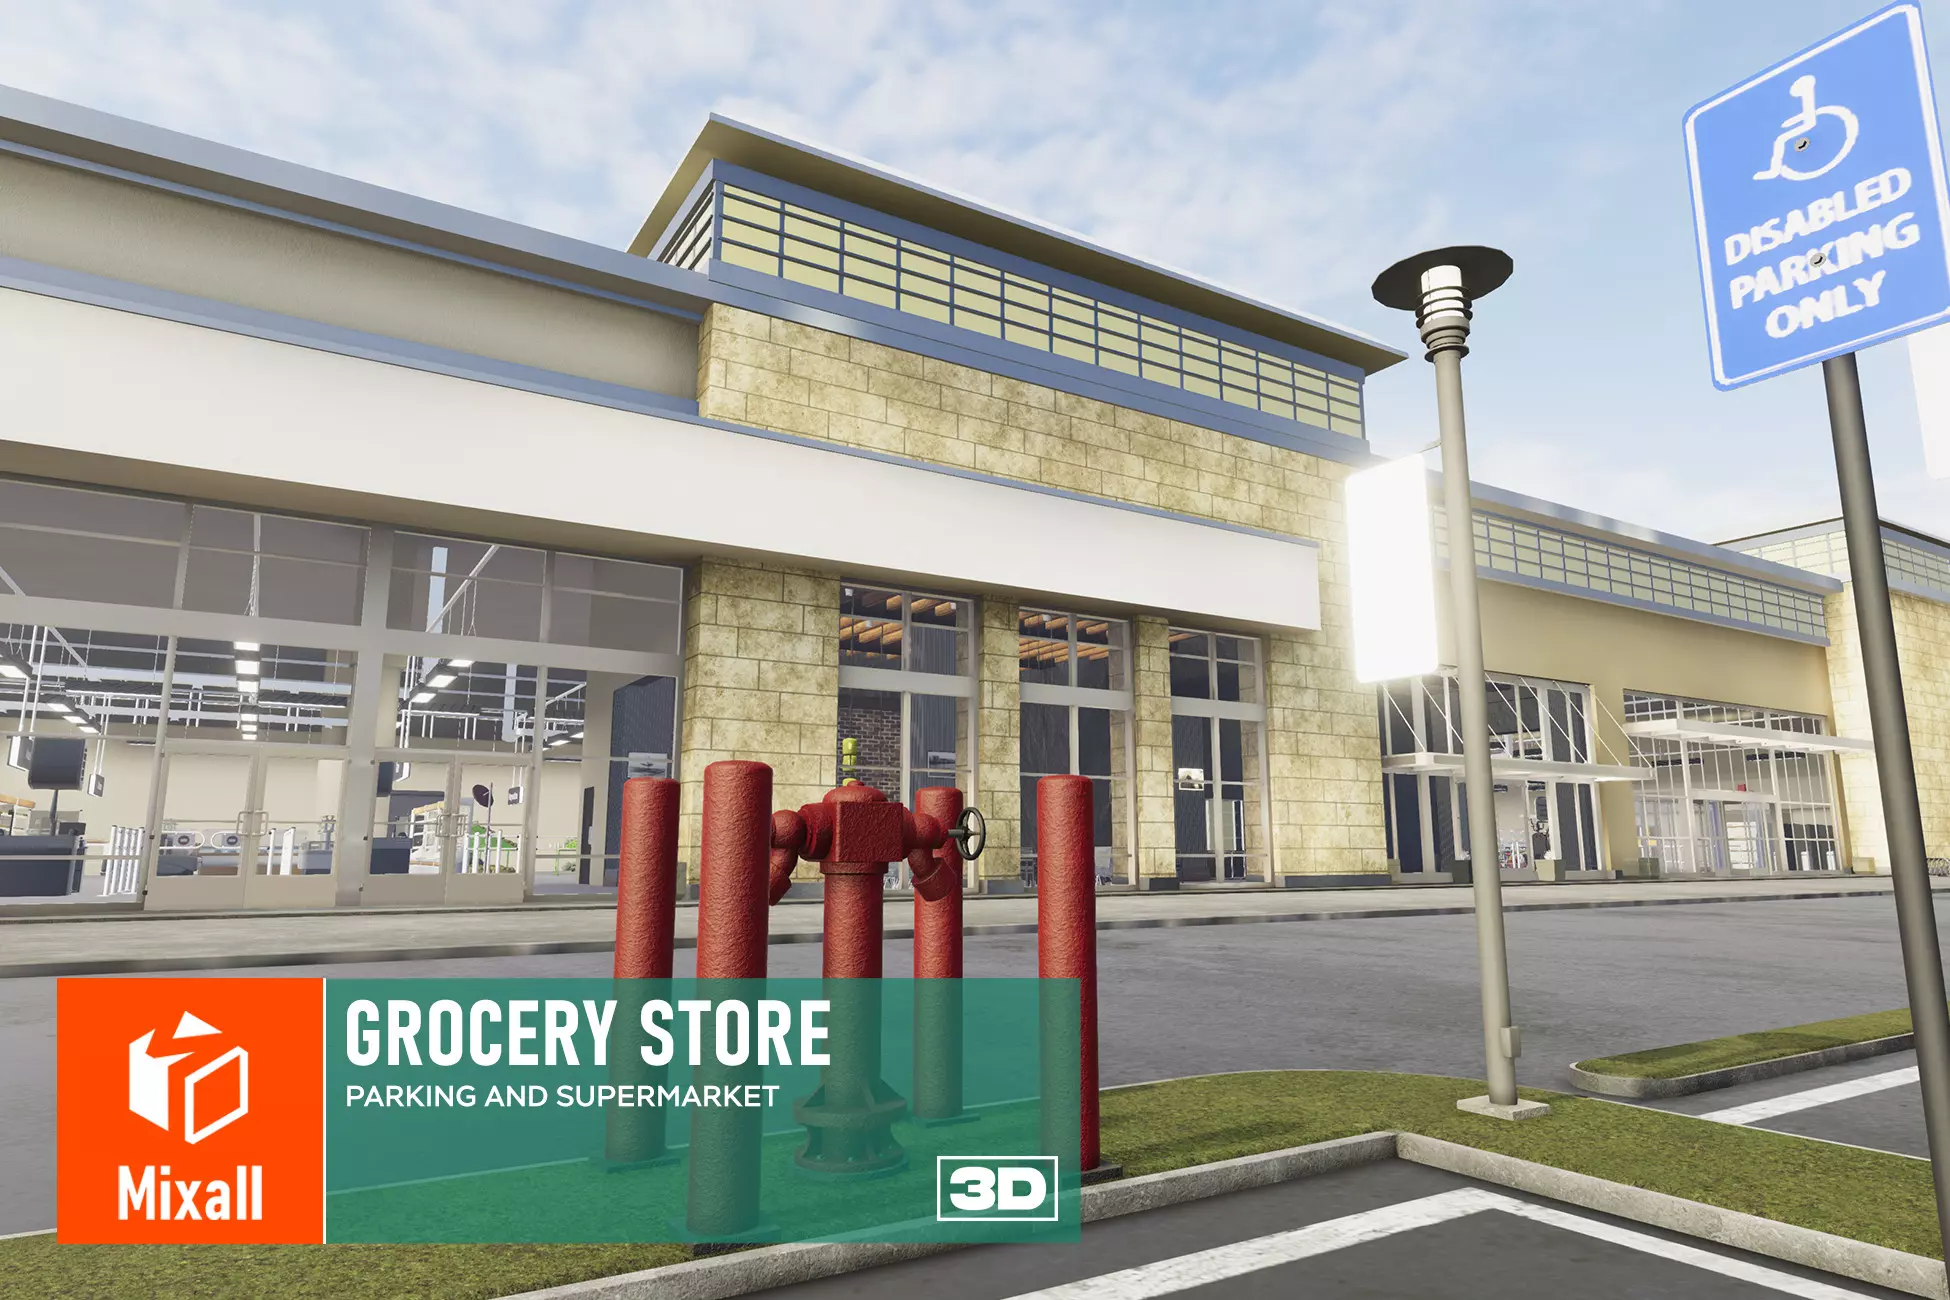 DISABLED
PARKING
ONLY
GROCERY STORE
PARKING AND SUPERMARKET
Mixall
3D